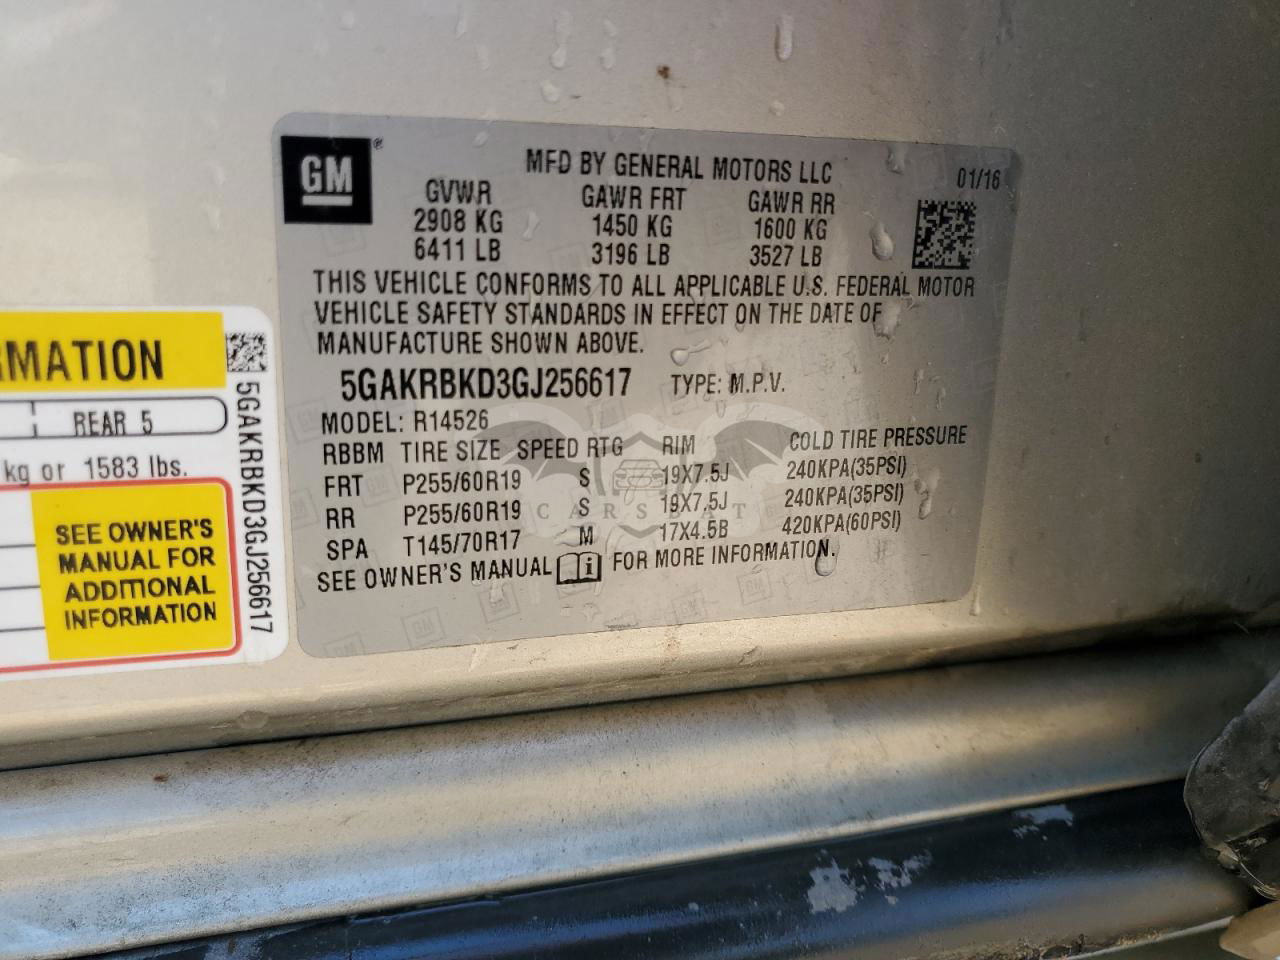 GM®
MFD BY GENERAL MOTORS LLC
01/16
GVWR GAWR FRT GAWR RR
2908 KG 1450 KG 1600 KG
6411 LB 3196 LB 3527 LB
THIS VEHICLE CONFORMS TO ALL APPLICABLE U.S. FEDERAL MOTOR
VEHICLE SAFETY STANDARDS IN EFFECT ON THE DATE OF
MANUFACTURE SHOWN ABOVE.
5GAKRBKD3GJ256617 TYPE: M.P.V.
MODEL: R14526
RBBM TIRE SIZE SPEED RTG RIM COLD TIRE PRESSURE
FRT P255/60R19 S 19X7.5J 240KPA(35PSI)
RR P255/60R19 S 19X7.5J 240KPA(35PSI)
SPA T145/70R17 M 17X4.5B 420KPA(60PSI)
SEE OWNER'S MANUAL i FOR MORE INFORMATION.
CARSBAT
RMATION
REAR 5
kg or 1583 lbs.
SEE OWNER'S
MANUAL FOR
ADDITIONAL
INFORMATION
5GAKRBKD3GJ256617